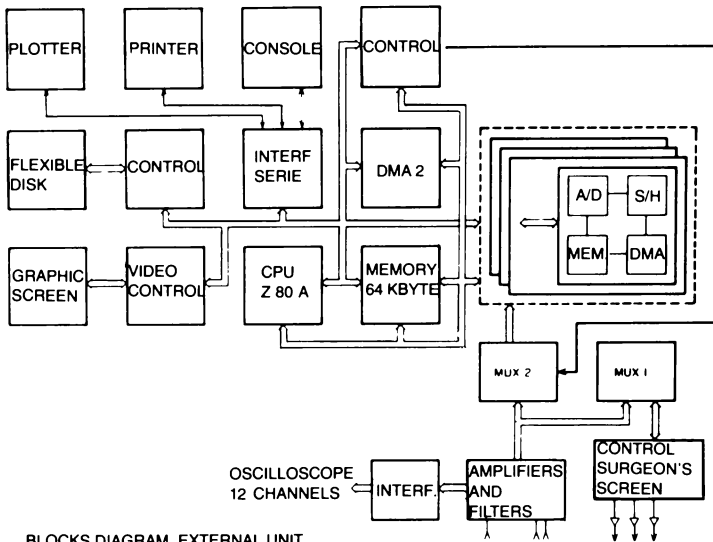 PLOTTER
PRINTER
CONSOLE
CONTROL
FLEXIBLE
DISK
CONTROL
INTERF
SERIE
DMA 2
A/D
S/H
MEM.
DMA
GRAPHIC
SCREEN
VIDEO
CONTROL
CPU
Z 80 A
MEMORY
64 KBYTE
MUX 2
MUX 1
OSCILLOSCOPE
12 CHANNELS
INTERF.
AMPLIFIERS
AND
FILTERS
CONTROL
SURGEON'S
SCREEN
BLOCKS DIAGRAM EXTERNAL UNIT